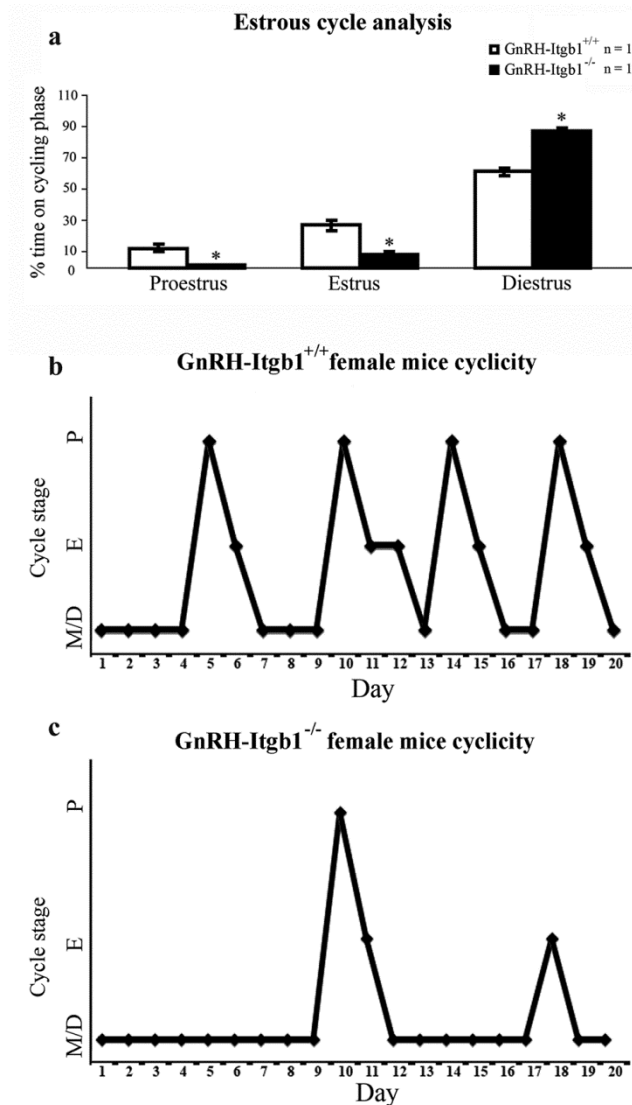 Estrous cycle analysis
a
GnRH-Itgb1+/+ n = 1
GnRH-Itgb1-/- n = 1
% time on cycling phase
110
90
70
50
30
10
0
*
*
*
Proestrus Estrus Diestrus
b
GnRH-Itgb1+/+ female mice cyclicity
Cycle stage
P
E
M/D
1 2 3 4 5 6 7 8 9 10 11 12 13 14 15 16 17 18 19 20
Day
c
GnRH-Itgb1-/- female mice cyclicity
Cycle stage
P
E
M/D
1 2 3 4 5 6 7 8 9 10 11 12 13 14 15 16 17 18 19 20
Day